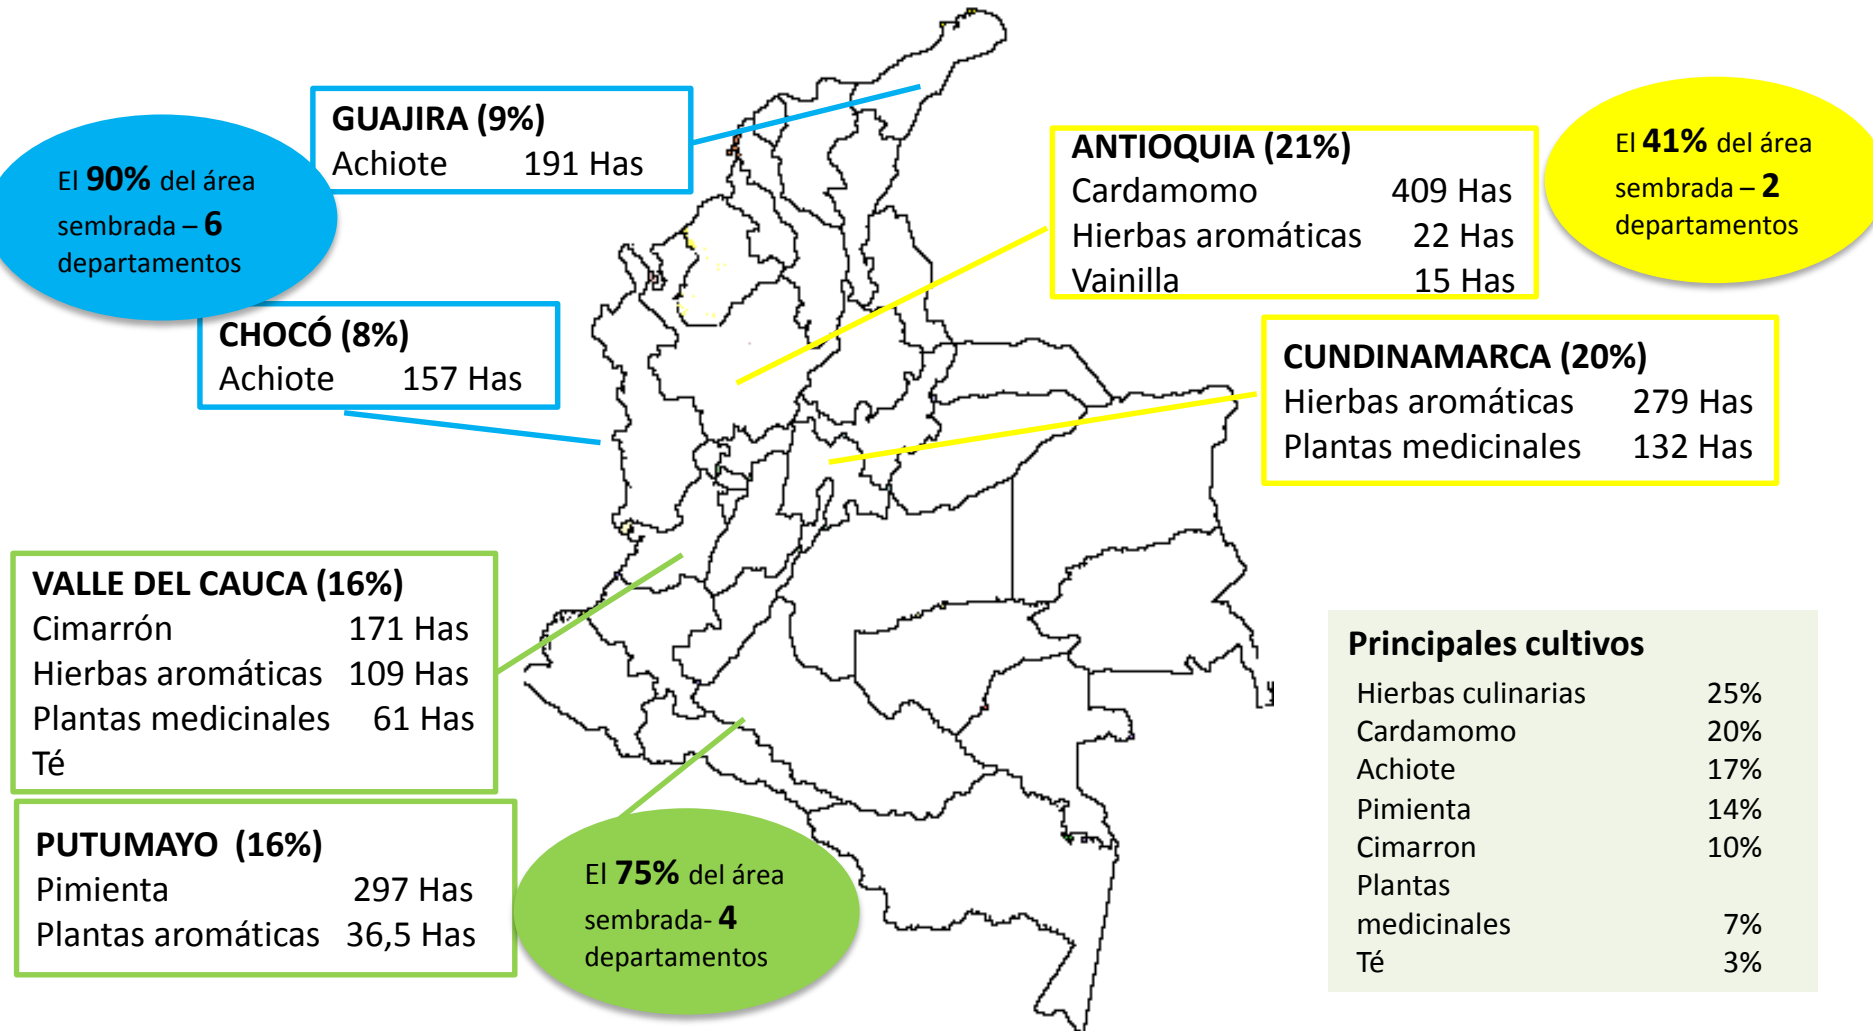 GUAJIRA (9%)
Achiote 191 Has
El 90% del área
sembrada – 6
departamentos
CHOCÓ (8%)
Achiote 157 Has
ANTIOQUIA (21%)
Cardamomo 409 Has
Hierbas aromáticas 22 Has
Vainilla 15 Has
El 41% del área
sembrada – 2
departamentos
CUNDINAMARCA (20%)
Hierbas aromáticas 279 Has
Plantas medicinales 132 Has
VALLE DEL CAUCA (16%)
Cimarrón 171 Has
Hierbas aromáticas 109 Has
Plantas medicinales 61 Has
Té
PUTUMAYO (16%)
Pimienta 297 Has
Plantas aromáticas 36,5 Has
El 75% del área
sembrada- 4
departamentos
Principales cultivos
Hierbas culinarias 25%
Cardamomo 20%
Achiote 17%
Pimienta 14%
Cimarron 10%
Plantas
medicinales 7%
Té 3%